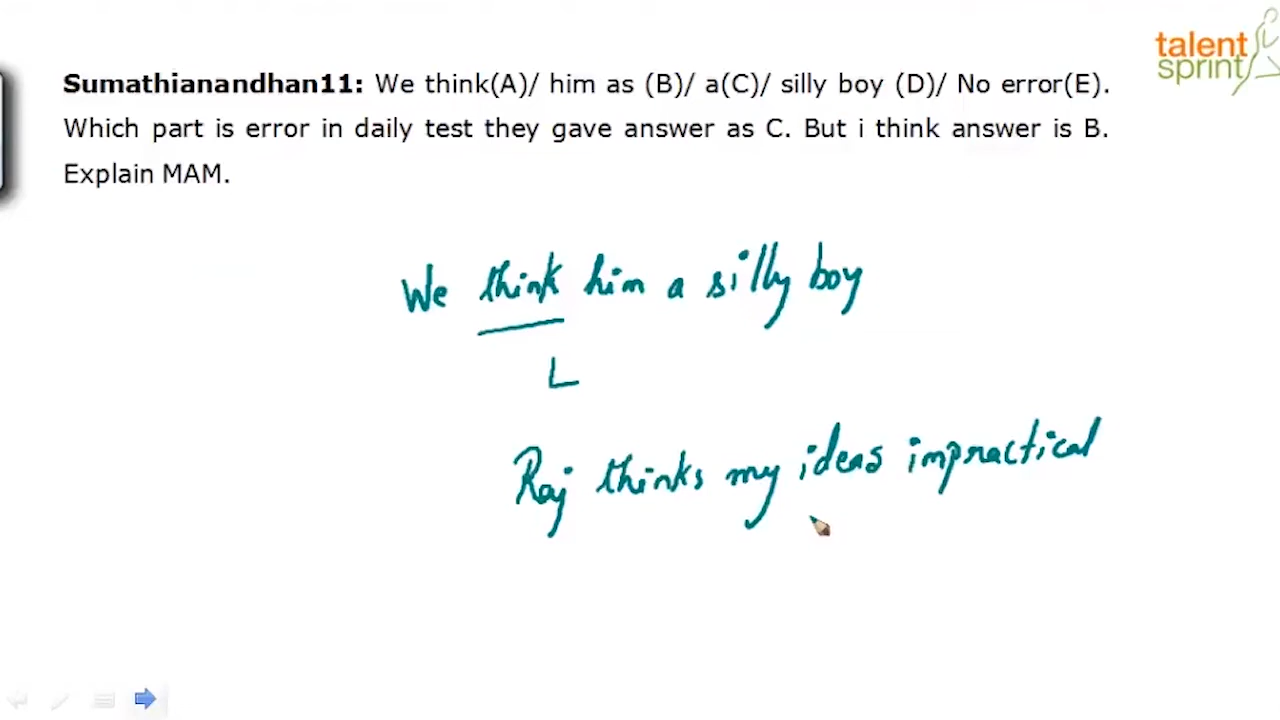 talent
sprint
Sumathianandhan11: We think(A)/ him as (B)/ a(C)/ silly boy (D)/ No error(E).
Which part is error in daily test they gave answer as C. But i think answer is B.
Explain MAM.
We think him a silly boy
L
Raj thinks my ideas impractical